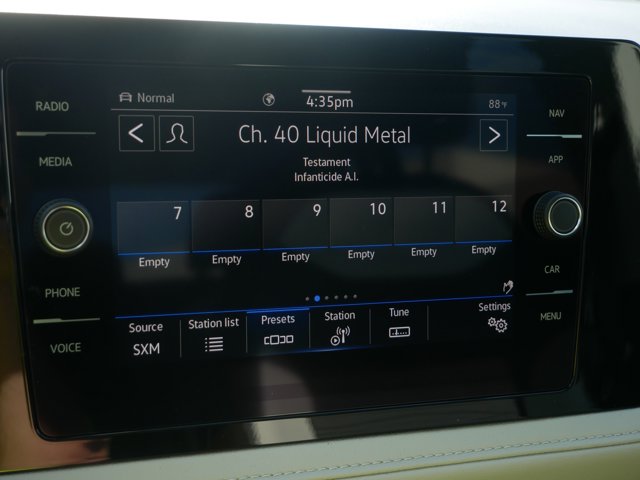 RADIO
MEDIA
PHONE
VOICE
Normal
4:35pm
88°F
Ch. 40 Liquid Metal
Testament
Infanticide A.I.
7 8 9 10 11 12
Empty Empty Empty Empty Empty Empty
Source Station list Presets Station Tune Settings
SXM
NAV
APP
CAR
MENU